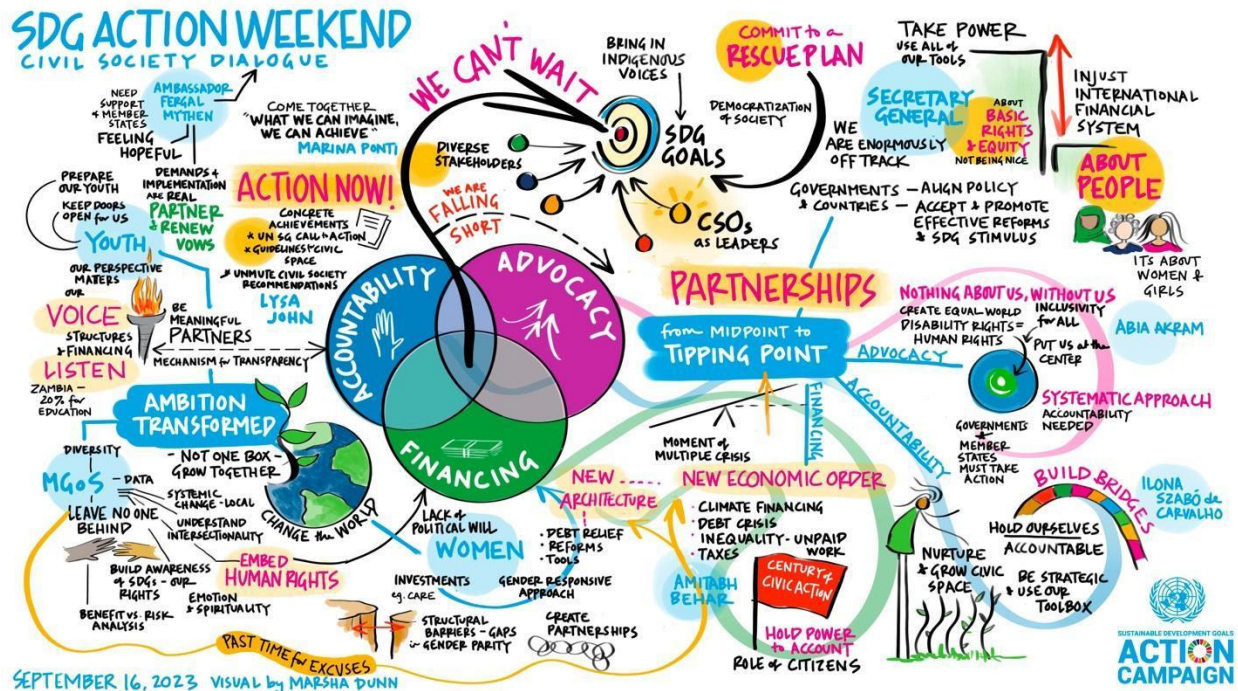 SDG ACTION WEEKEND
CIVIL SOCIETY DIALOGUE
NEED
SUPPORT
& MEMBER
STATES
AMBASSADOR
FERGAL
MYTHEN
FEELING
HOPEFUL
COME TOGETHER
"WHAT WE CAN IMAGINE,
WE CAN ACHIEVE"
MARINA PONTI
PREPARE
OUR YOUTH
KEEP DOORS
OPEN for US
YOUTH
DEMANDS &
IMPLEMENTATION
ARE REAL
PARTNER
& RENEW
VOWS
ACTION NOW!
CONCRETE
ACHIEVEMENTS
* UN SG CALL to ACTION
* GUIDELINES CIVIC
SPACE
* UNMUTE CIVIL SOCIETY
RECOMMENDATIONS
LYSA
JOHN
OUR PERSPECTIVE
MATTERS
OUR
VOICE
STRUCTURES
& FINANCING
LISTEN
ZAMBIA -
20% for
EDUCATION
BE
MEANINGFUL
PARTNERS
MECHANISM for TRANSPARENCY
AMBITION
TRANSFORMED
- NOT ONE BOX -
GROW TOGETHER
CHANGE the WORLD
DIVERSITY
MGoS
- DATA
SYSTEMIC
CHANGE - LOCAL
LEAVE NO ONE
BEHIND
UNDERSTAND
INTERSECTIONALITY
EMBED
HUMAN RIGHTS
BUILD AWARENESS
of SDGs - OUR
RIGHTS
EMOTION
& SPIRITUALITY
BENEFIT vs. RISK
ANALYSIS
PAST TIME for EXCUSES
SEPTEMBER 16, 2023 VISUAL by MARSHA DUNN
WE CAN'T WAIT
DIVERSE
STAKEHOLDERS
WE ARE
FALLING
SHORT
ACCOUNTABILITY
ADVOCACY
FINANCING
BRING IN
INDIGENOUS
VOICES
SDG
GOALS
CSOs
as LEADERS
COMMIT to a
RESCUE PLAN
DEMOCRATIZATION
of SOCIETY
LACK of
POLITICAL WILL
WOMEN
INVESTMENTS
eg. CARE
GENDER RESPONSIVE
APPROACH
STRUCTURAL
BARRIERS - GAPS
in GENDER PARITY
CREATE
PARTNERSHIPS
NEW
ARCHITECTURE
• DEBT RELIEF
• REFORMS
• TOOLS
TAKE POWER
USE ALL of
OUR TOOLS
SECRETARY
GENERAL
ABOUT
BASIC
RIGHTS
& EQUITY
NOT BEING NICE
INJUST
INTERNATIONAL
FINANCIAL
SYSTEM
WE
ARE ENORMOUSLY
OFF TRACK
ABOUT
PEOPLE
ITS ABOUT
WOMEN &
GIRLS
GOVERNMENTS
& COUNTRIES
- ALIGN POLICY
- ACCEPT & PROMOTE
EFFECTIVE REFORMS
& SDG STIMULUS
PARTNERSHIPS
from MIDPOINT to
TIPPING POINT
ADVOCACY
FINANCING
ACCOUNTABILITY
NOTHING ABOUT US, WITHOUT US
CREATE EQUAL WORLD
DISABILITY RIGHTS =
HUMAN RIGHTS
INCLUSIVITY
for ALL
PUT US at the
CENTER
ABIA AKRAM
SYSTEMATIC APPROACH
ACCOUNTABILITY
NEEDED
GOVERNMENTS
&
MEMBER
STATES
MUST TAKE
ACTION
MOMENT of
MULTIPLE CRISIS
NEW ECONOMIC ORDER
• CLIMATE FINANCING
• DEBT CRISIS
• INEQUALITY - UNPAID
WORK
• TAXES
AMITABH
BEHAR
CENTURY of
CIVIC ACTION
HOLD POWER
to ACCOUNT
ROLE of CITIZENS
NURTURE
& GROW CIVIC
SPACE
BUILD BRIDGES
HOLD OURSELVES
ACCOUNTABLE
BE STRATEGIC
& USE OUR
TOOLBOX
ILONA
SZABÓ de
CARVALHO
SUSTAINABLE DEVELOPMENT GOALS
ACTION
CAMPAIGN